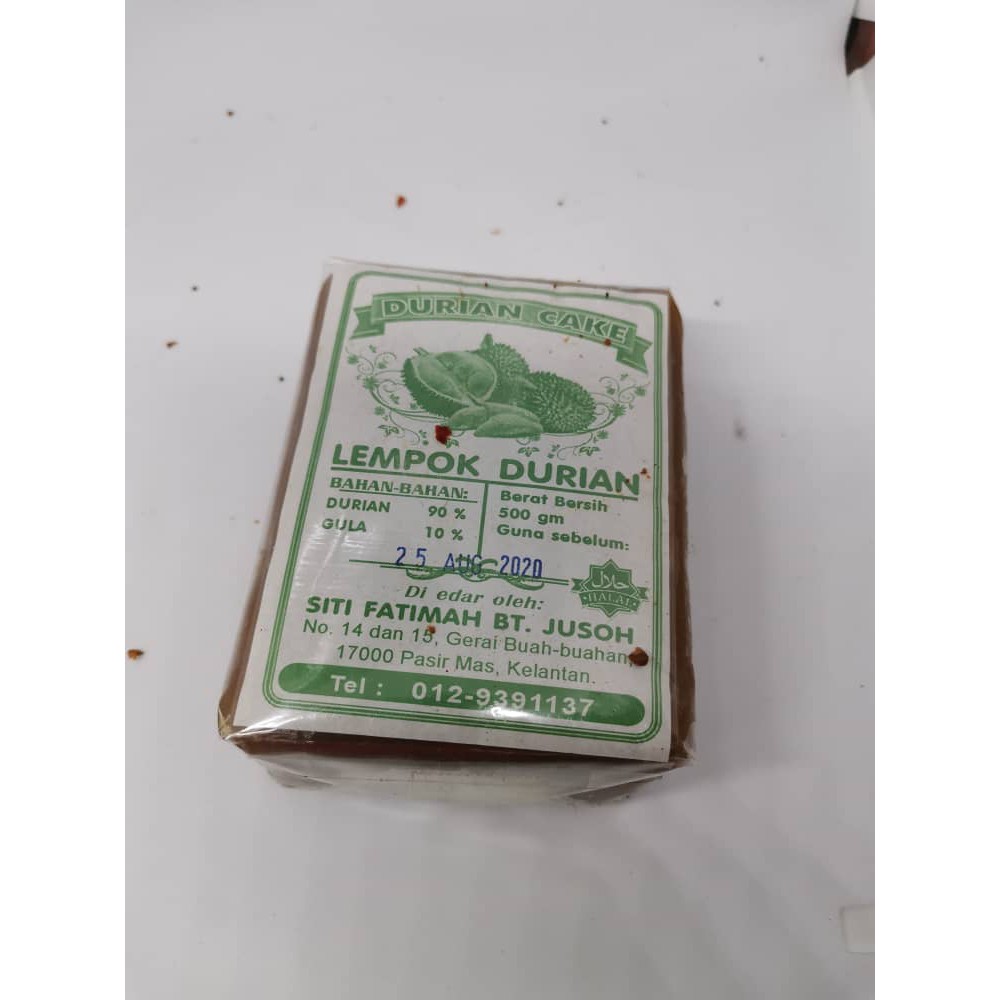 DURIAN CAKE
LEMPOK DURIAN
BAHAN-BAHAN:
DURIAN 90 %
GULA 10 %
Berat Bersih
500 gm
Guna sebelum:
25 AUG 2020
حلال
HALAL
Di edar oleh:
SITI FATIMAH BT. JUSOH
No. 14 dan 15, Gerai Buah-buahan,
17000 Pasir Mas, Kelantan.
Tel : 012-9391137